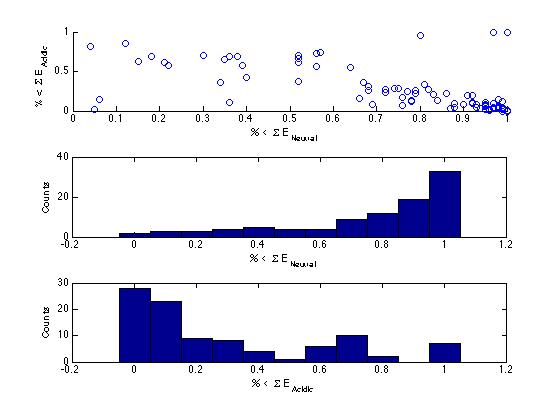 1
0.5
0
% < Σ E Acidic
0 0.1 0.2 0.3 0.4 0.5 0.6 0.7 0.8 0.9 1
% < Σ E Neutral
40
20
0
Counts
-0.2 0 0.2 0.4 0.6 0.8 1 1.2
% < Σ E Neutral
30
20
10
0
Counts
-0.2 0 0.2 0.4 0.6 0.8 1 1.2
% < Σ E Acidic